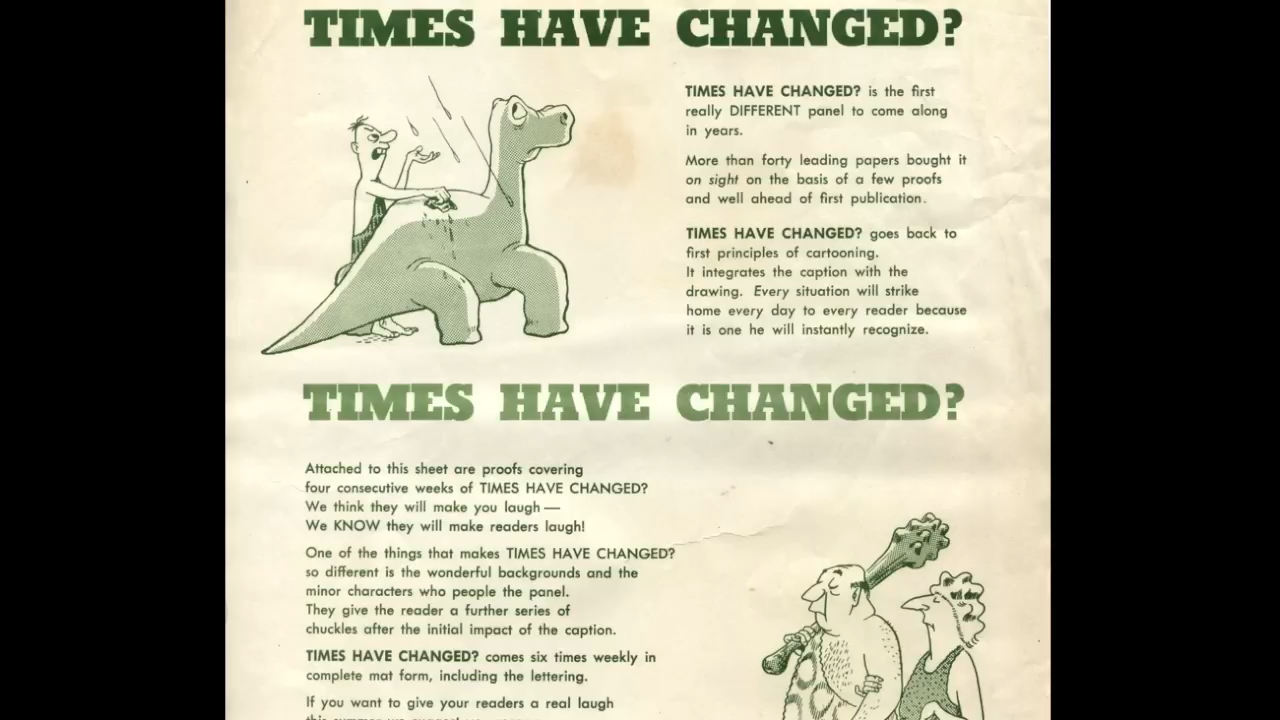 TIMES HAVE CHANGED?
TIMES HAVE CHANGED? is the first
really DIFFERENT panel to come along
in years.
More than forty leading papers bought it
on sight on the basis of a few proofs
and well ahead of first publication.
TIMES HAVE CHANGED? goes back to
first principles of cartooning.
It integrates the caption with the
drawing. Every situation will strike
home every day to every reader because
it is one he will instantly recognize.
TIMES HAVE CHANGED?
Attached to this sheet are proofs covering
four consecutive weeks of TIMES HAVE CHANGED?
We think they will make you laugh —
We KNOW they will make readers laugh!
One of the things that makes TIMES HAVE CHANGED?
so different is the wonderful backgrounds and the
minor characters who people the panel.
They give the reader a further series of
chuckles after the initial impact of the caption.
TIMES HAVE CHANGED? comes six times weekly in
complete mat form, including the lettering.
If you want to give your readers a real laugh